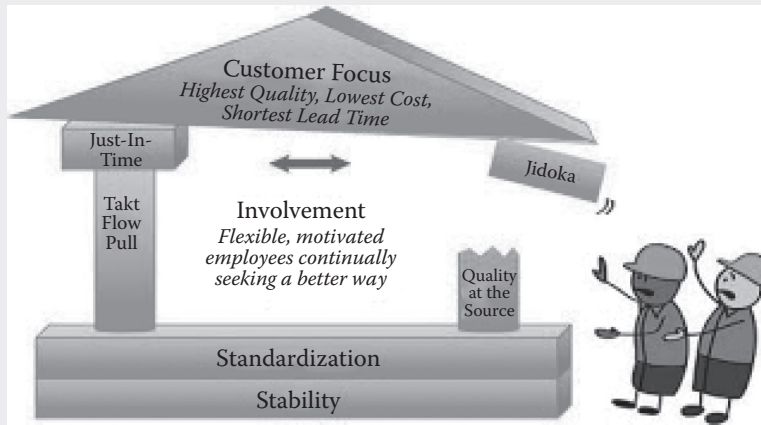 Customer Focus
Highest Quality, Lowest Cost,
Shortest Lead Time
Just-In-
Time
Jidoka
Takt
Flow
Pull
Involvement
Flexible, motivated
employees continually
seeking a better way
Quality
at the
Source
Standardization
Stability